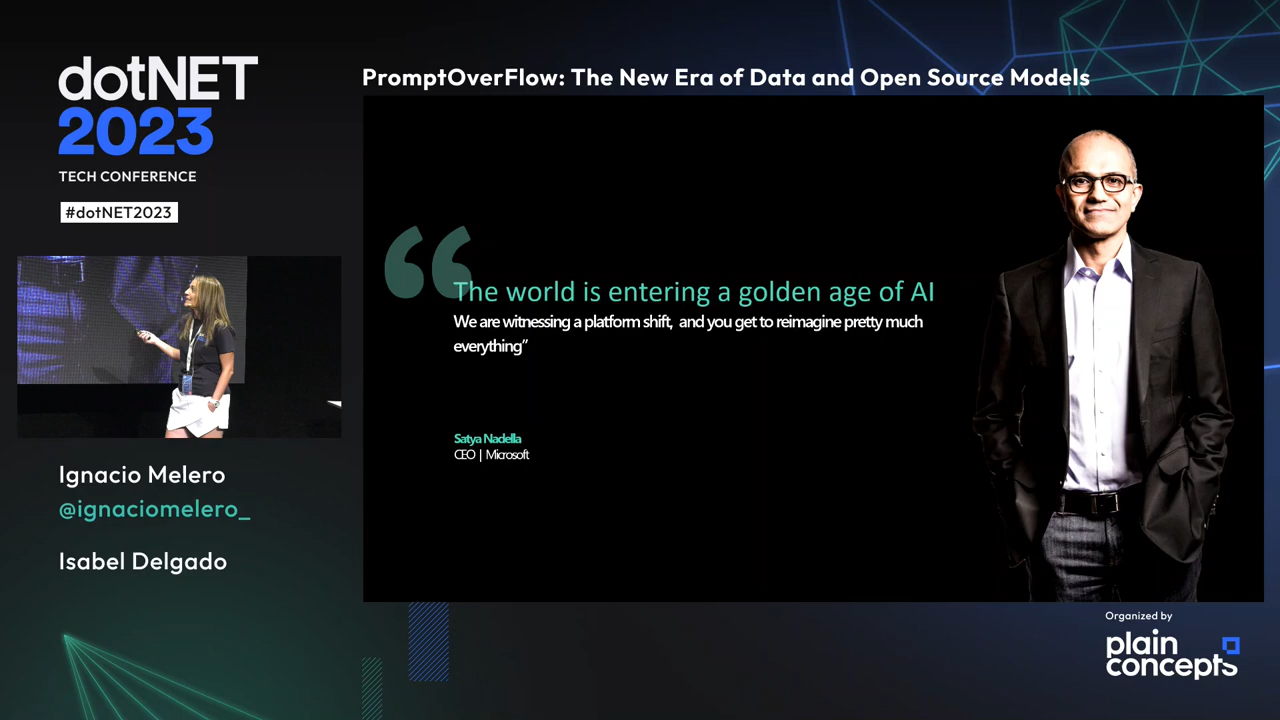 dotNET
2023
TECH CONFERENCE
#dotNET2023
PromptOverFlow: The New Era of Data and Open Source Models
“
The world is entering a golden age of AI
We are witnessing a platform shift, and you get to reimagine pretty much
everything”
Satya Nadella
CEO | Microsoft
Ignacio Melero
@ignaciomelero_
Isabel Delgado
Organized by
plain
concepts